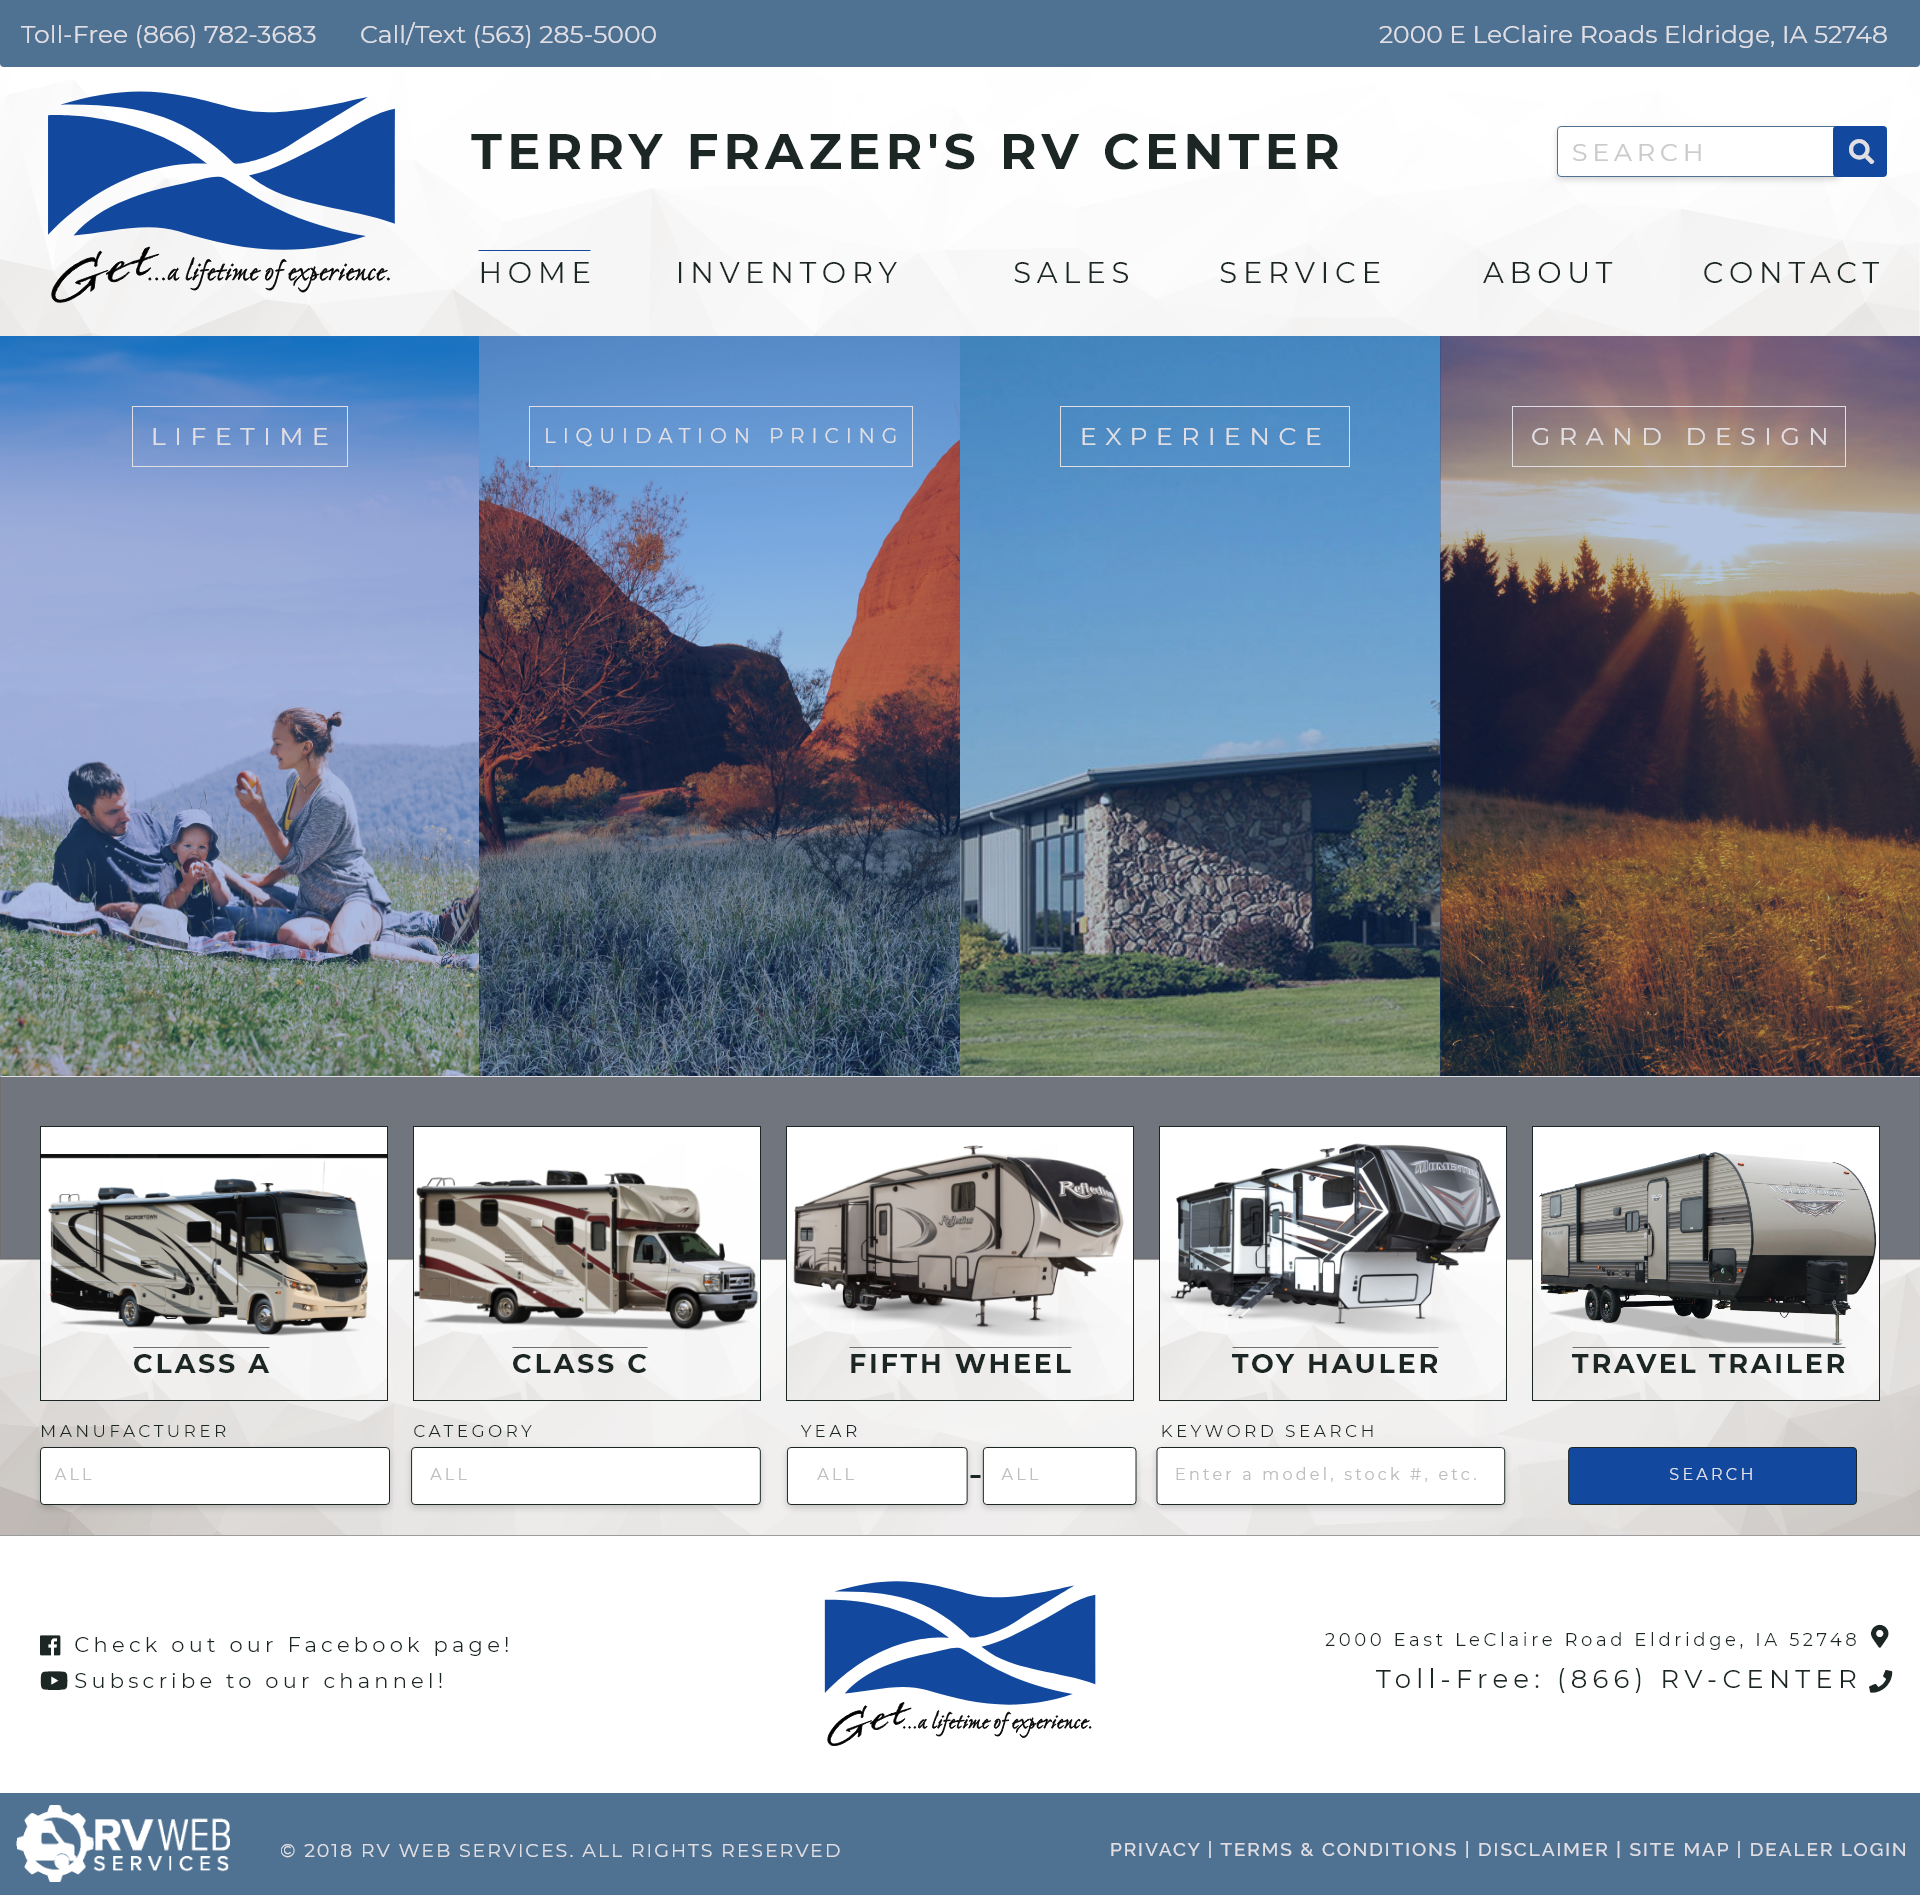 Toll-Free (866) 782-3683 Call/Text (563) 285-5000 2000 E LeClaire Roads Eldridge, IA 52748
TERRY FRAZER'S RV CENTER
SEARCH
Get...a lifetime of experience.
HOME INVENTORY SALES SERVICE ABOUT CONTACT
LIFETIME
LIQUIDATION PRICING
EXPERIENCE
GRAND DESIGN
GEORGETOWN
Reflection
Reflection
MOMENTUM
CLASS A
CLASS C
FIFTH WHEEL
TOY HAULER
TRAVEL TRAILER
MANUFACTURER CATEGORY YEAR KEYWORD SEARCH
ALL ALL ALL - ALL Enter a model, stock #, etc. SEARCH
Check out our Facebook page!
Subscribe to our channel!
Get...a lifetime of experience.
2000 East LeClaire Road Eldridge, IA 52748
Toll-Free: (866) RV-CENTER
RV WEB
SERVICES
© 2018 RV WEB SERVICES. ALL RIGHTS RESERVED
PRIVACY | TERMS & CONDITIONS | DISCLAIMER | SITE MAP | DEALER LOGIN